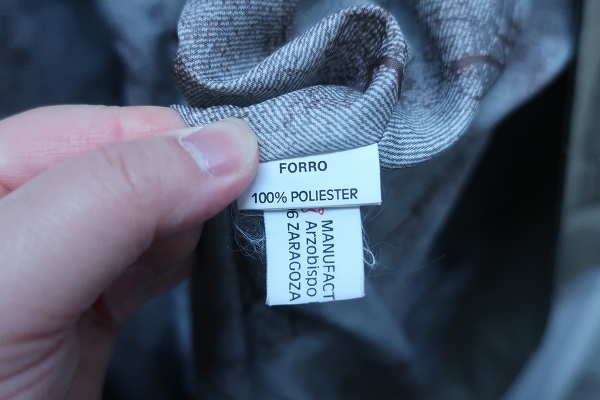 FORRO
100% POLIESTER
MANUFACT
Arzobispo
6 ZARAGOZA